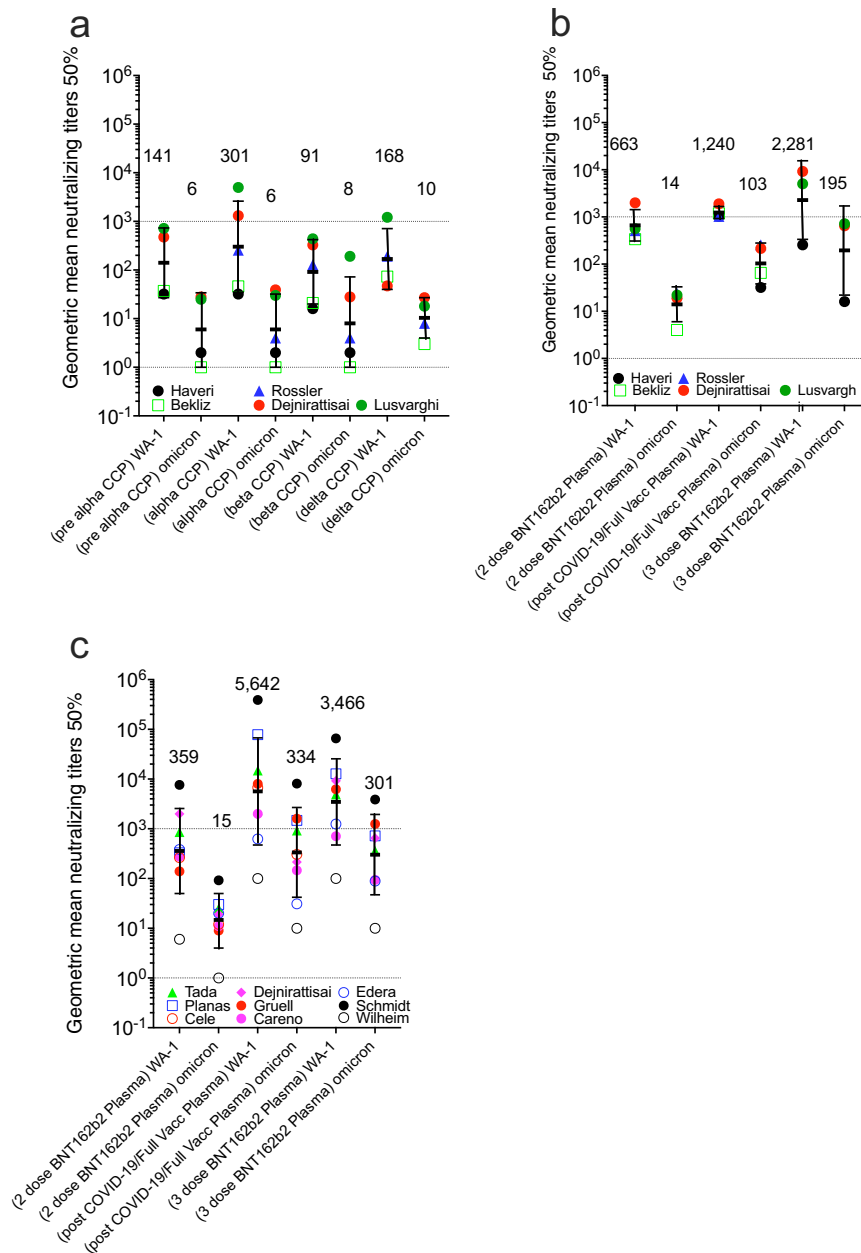 a
Geometric mean neutralizing titers 50%
10^6
10^5
10^4
10^3
10^2
10^1
10^0
10^-1
141
6
301
6
91
8
168
10
Haveri
Rossler
Bekliz
Dejnirattisai
Lusvarghi
(pre alpha CCP) WA-1
(pre alpha CCP) omicron
(alpha CCP) WA-1
(alpha CCP) omicron
(beta CCP) WA-1
(beta CCP) omicron
(delta CCP) WA-1
(delta CCP) omicron
b
Geometric mean neutralizing titers 50%
10^6
10^5
10^4
10^3
10^2
10^1
10^0
10^-1
663
14
1,240
103
2,281
195
Haveri
Rossler
Bekliz
Dejnirattisai
Lusvargh
(2 dose BNT162b2 Plasma) WA-1
(2 dose BNT162b2 Plasma) omicron
(post COVID-19/Full Vacc Plasma) WA-1
(post COVID-19/Full Vacc Plasma) omicron
(3 dose BNT162b2 Plasma) WA-1
(3 dose BNT162b2 Plasma) omicron
c
Geometric mean neutralizing titers 50%
10^6
10^5
10^4
10^3
10^2
10^1
10^0
10^-1
359
15
5,642
334
3,466
301
Tada
Dejnirattisai
Edera
Planas
Gruell
Schmidt
Cele
Careno
Wilheim
(2 dose BNT162b2 Plasma) WA-1
(2 dose BNT162b2 Plasma) omicron
(post COVID-19/Full Vacc Plasma) WA-1
(post COVID-19/Full Vacc Plasma) omicron
(3 dose BNT162b2 Plasma) WA-1
(3 dose BNT162b2 Plasma) omicron